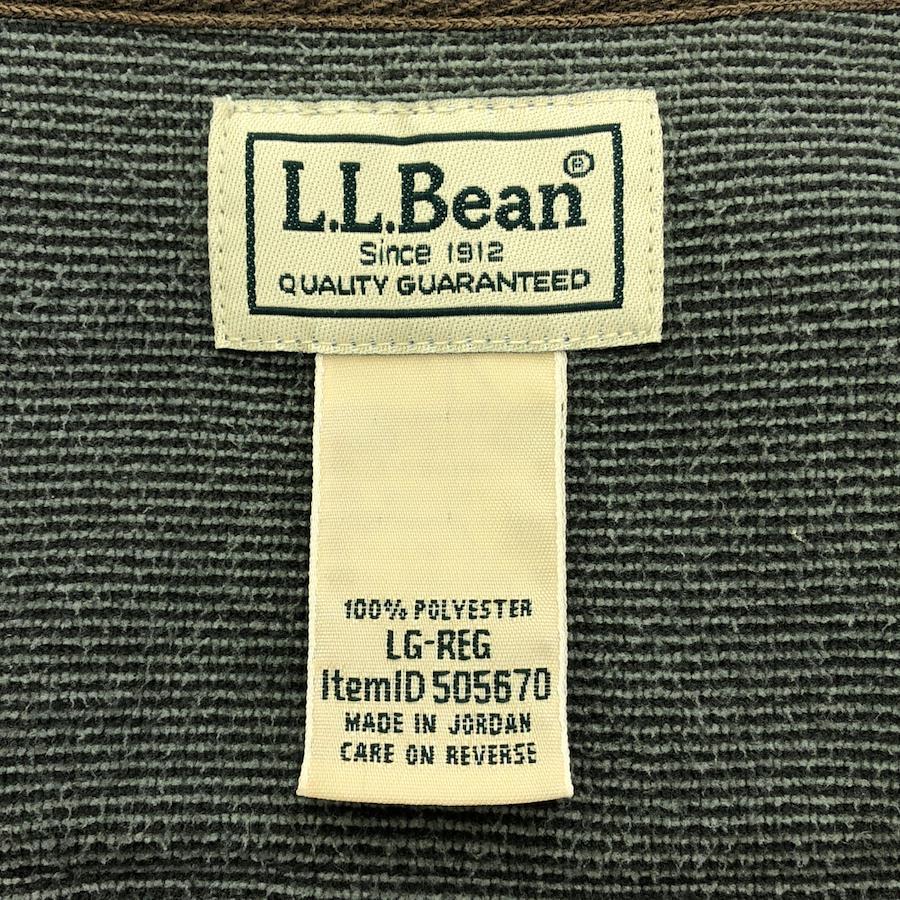 L.L.Bean®
Since 1912
QUALITY GUARANTEED
100% POLYESTER
LG-REG
ItemID 505670
MADE IN JORDAN
CARE ON REVERSE